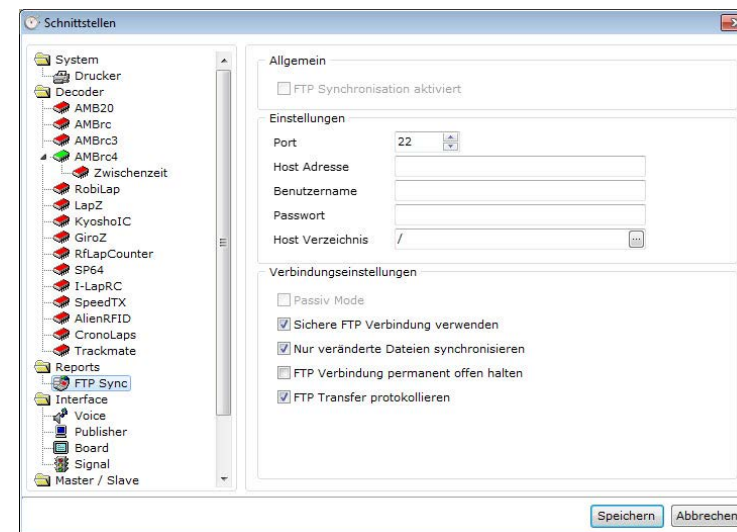 Schnittstellen
System
Drucker
Decoder
AMB20
AMBrc
AMBrc3
AMBrc4
Zwischenzeit
RobiLap
LapZ
KyoshoIC
GiroZ
RfLapCounter
SP64
I-LapRC
SpeedTX
AlienRFID
CronoLaps
Trackmate
Reports
FTP Sync
Interface
Voice
Publisher
Board
Signal
Master / Slave
Allgemein
FTP Synchronisation aktiviert
Einstellungen
Port 22
Host Adresse
Benutzername
Passwort
Host Verzeichnis / ...
Verbindungseinstellungen
Passiv Mode
Sichere FTP Verbindung verwenden
Nur veränderte Dateien synchronisieren
FTP Verbindung permanent offen halten
FTP Transfer protokollieren
Speichern Abbrechen